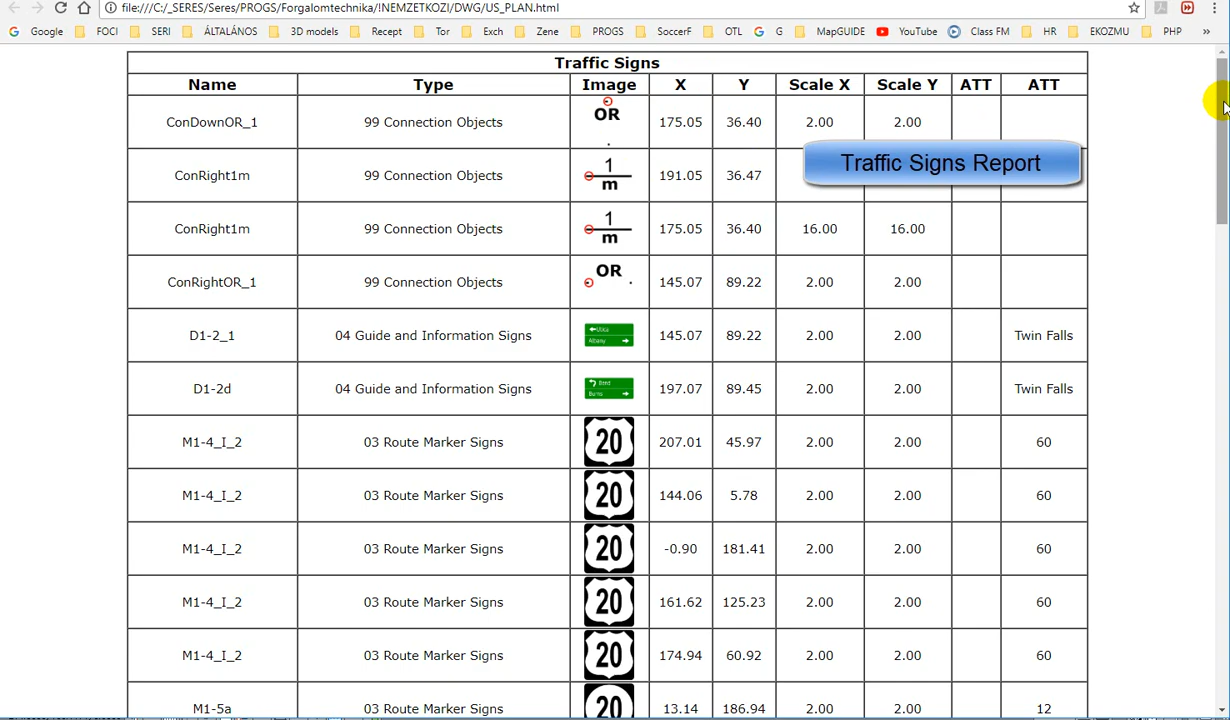 file:///C:/_SERES/Seres/PROGS/Forgalomtechnika/!NEMZETKOZI/DWG/US_PLAN.html
Google FOCI SERI ÁLTALÁNOS 3D models Recept Tor Exch Zene PROGS SoccerF OTL G MapGUIDE YouTube Class FM HR EKOZMU PHP »
Traffic Signs
Name Type Image X Y Scale X Scale Y ATT ATT
ConDownOR_1 99 Connection Objects OR 175.05 36.40 2.00 2.00
Traffic Signs Report
ConRight1m 99 Connection Objects 1 m 191.05 36.47
ConRight1m 99 Connection Objects 1 m 175.05 36.40 16.00 16.00
ConRightOR_1 99 Connection Objects OR 145.07 89.22 2.00 2.00
D1-2_1 04 Guide and Information Signs Utica Albany 145.07 89.22 2.00 2.00 Twin Falls
D1-2d 04 Guide and Information Signs Bend Burns 197.07 89.45 2.00 2.00 Twin Falls
M1-4_I_2 03 Route Marker Signs 20 207.01 45.97 2.00 2.00 60
M1-4_I_2 03 Route Marker Signs 20 144.06 5.78 2.00 2.00 60
M1-4_I_2 03 Route Marker Signs 20 -0.90 181.41 2.00 2.00 60
M1-4_I_2 03 Route Marker Signs 20 161.62 125.23 2.00 2.00 60
M1-4_I_2 03 Route Marker Signs 20 174.94 60.92 2.00 2.00 60
M1-5a 03 Route Marker Signs 20 13.14 186.94 2.00 2.00 12